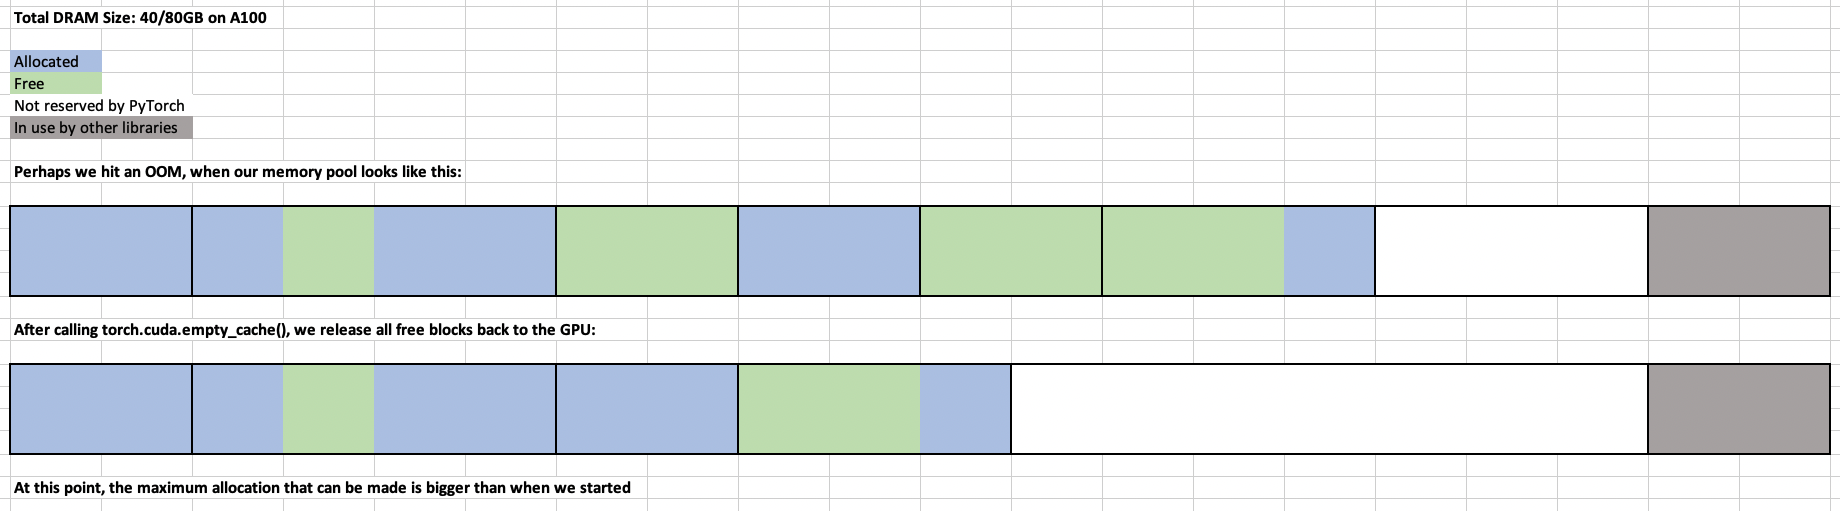 Total DRAM Size: 40/80GB on A100
Allocated
Free
Not reserved by PyTorch
In use by other libraries
Perhaps we hit an OOM, when our memory pool looks like this:
After calling torch.cuda.empty_cache(), we release all free blocks back to the GPU:
At this point, the maximum allocation that can be made is bigger than when we started